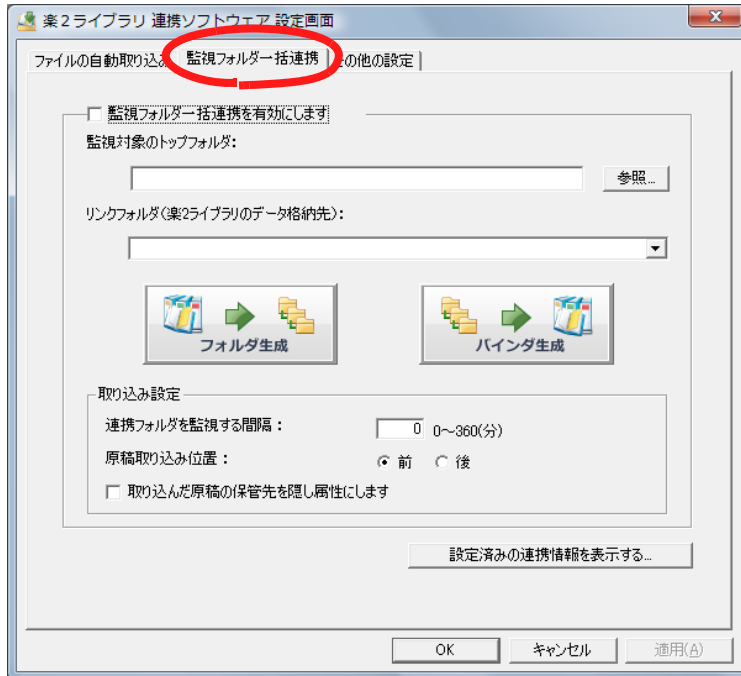 楽2ライブラリ 連携ソフトウェア 設定画面
ファイルの自動取り込み 監視フォルダ一括連携 その他の設定
監視フォルダ一括連携を有効にします
監視対象のトップフォルダ:
参照...
リンクフォルダ(楽2ライブラリのデータ格納先):
フォルダ生成 バインダ生成
取り込み設定
連携フォルダを監視する間隔: 0 0～360(分)
原稿取り込み位置: 前 後
取り込んだ原稿の保管先を隠し属性にします
設定済みの連携情報を表示する...
OK キャンセル 適用(A)